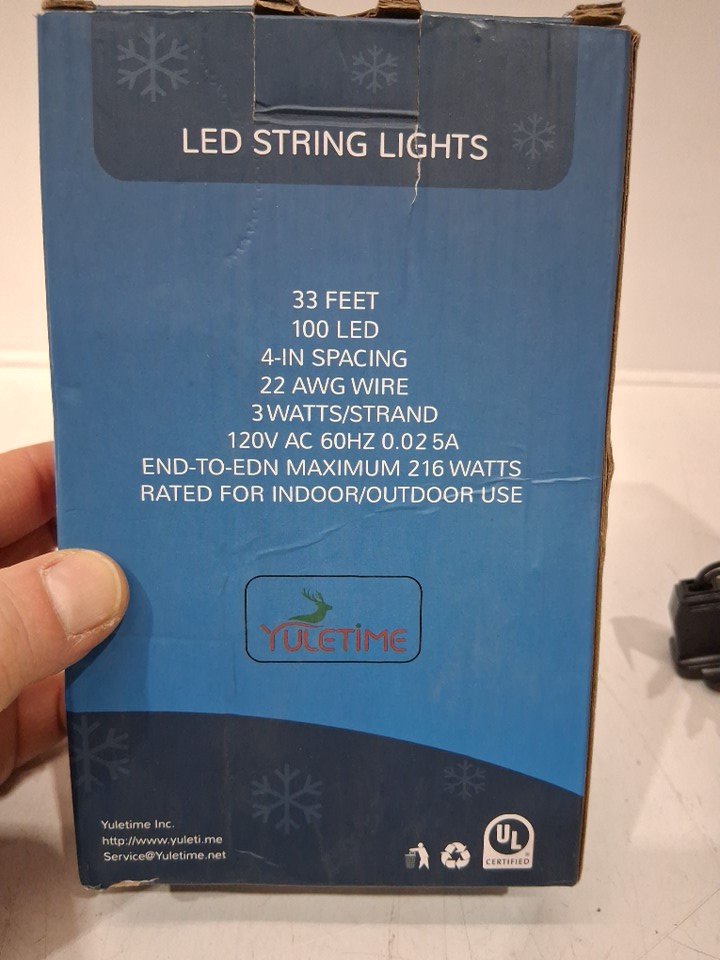 LED STRING LIGHTS
33 FEET
100 LED
4-IN SPACING
22 AWG WIRE
3 WATTS/STRAND
120V AC 60HZ 0.02 5A
END-TO-EDN MAXIMUM 216 WATTS
RATED FOR INDOOR/OUTDOOR USE
YULETIME
Yuletime Inc.
http://www.yuleti.me
Service@Yuletime.net
UL
CERTIFIED